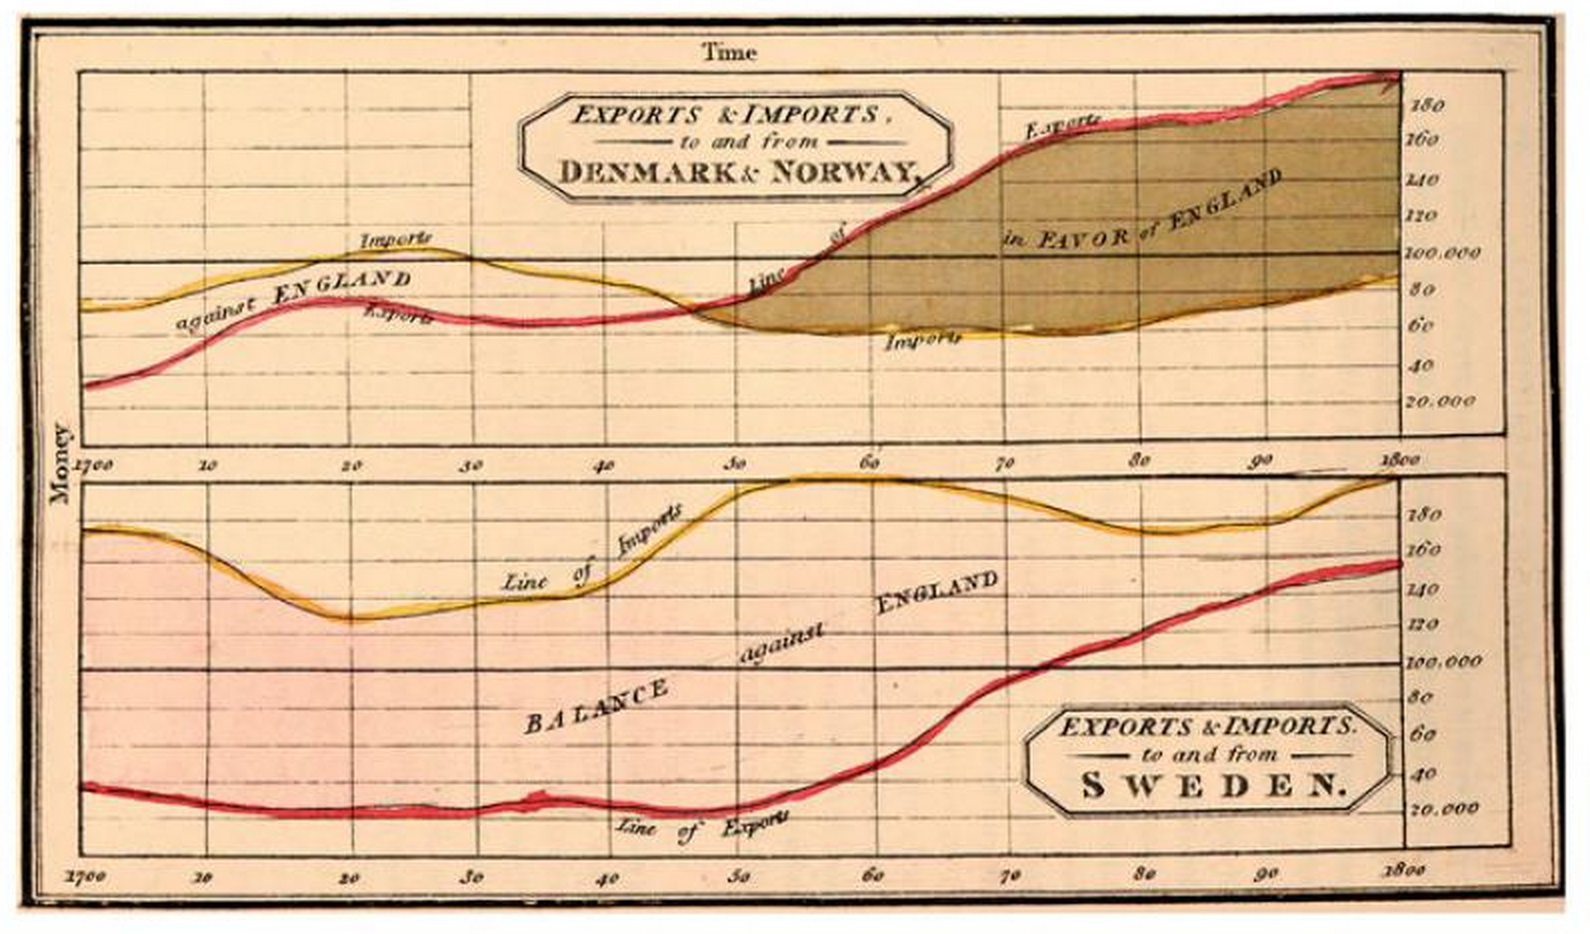 Time
EXPORTS & IMPORTS.
to and from
DENMARK & NORWAY,
Exports
180
160
in FAVOR of ENGLAND
140
120
Line of
Imports
100.000
against ENGLAND
80
Exports
60
Imports
40
20.000
Money
1700 10 20 30 40 50 60 70 80 90 1800
180
Line of Imports
160
140
120
BALANCE against ENGLAND
100.000
80
EXPORTS & IMPORTS.
to and from
SWEDEN.
60
40
20.000
Line of Exports
1700 10 20 30 40 50 60 70 80 90 1800